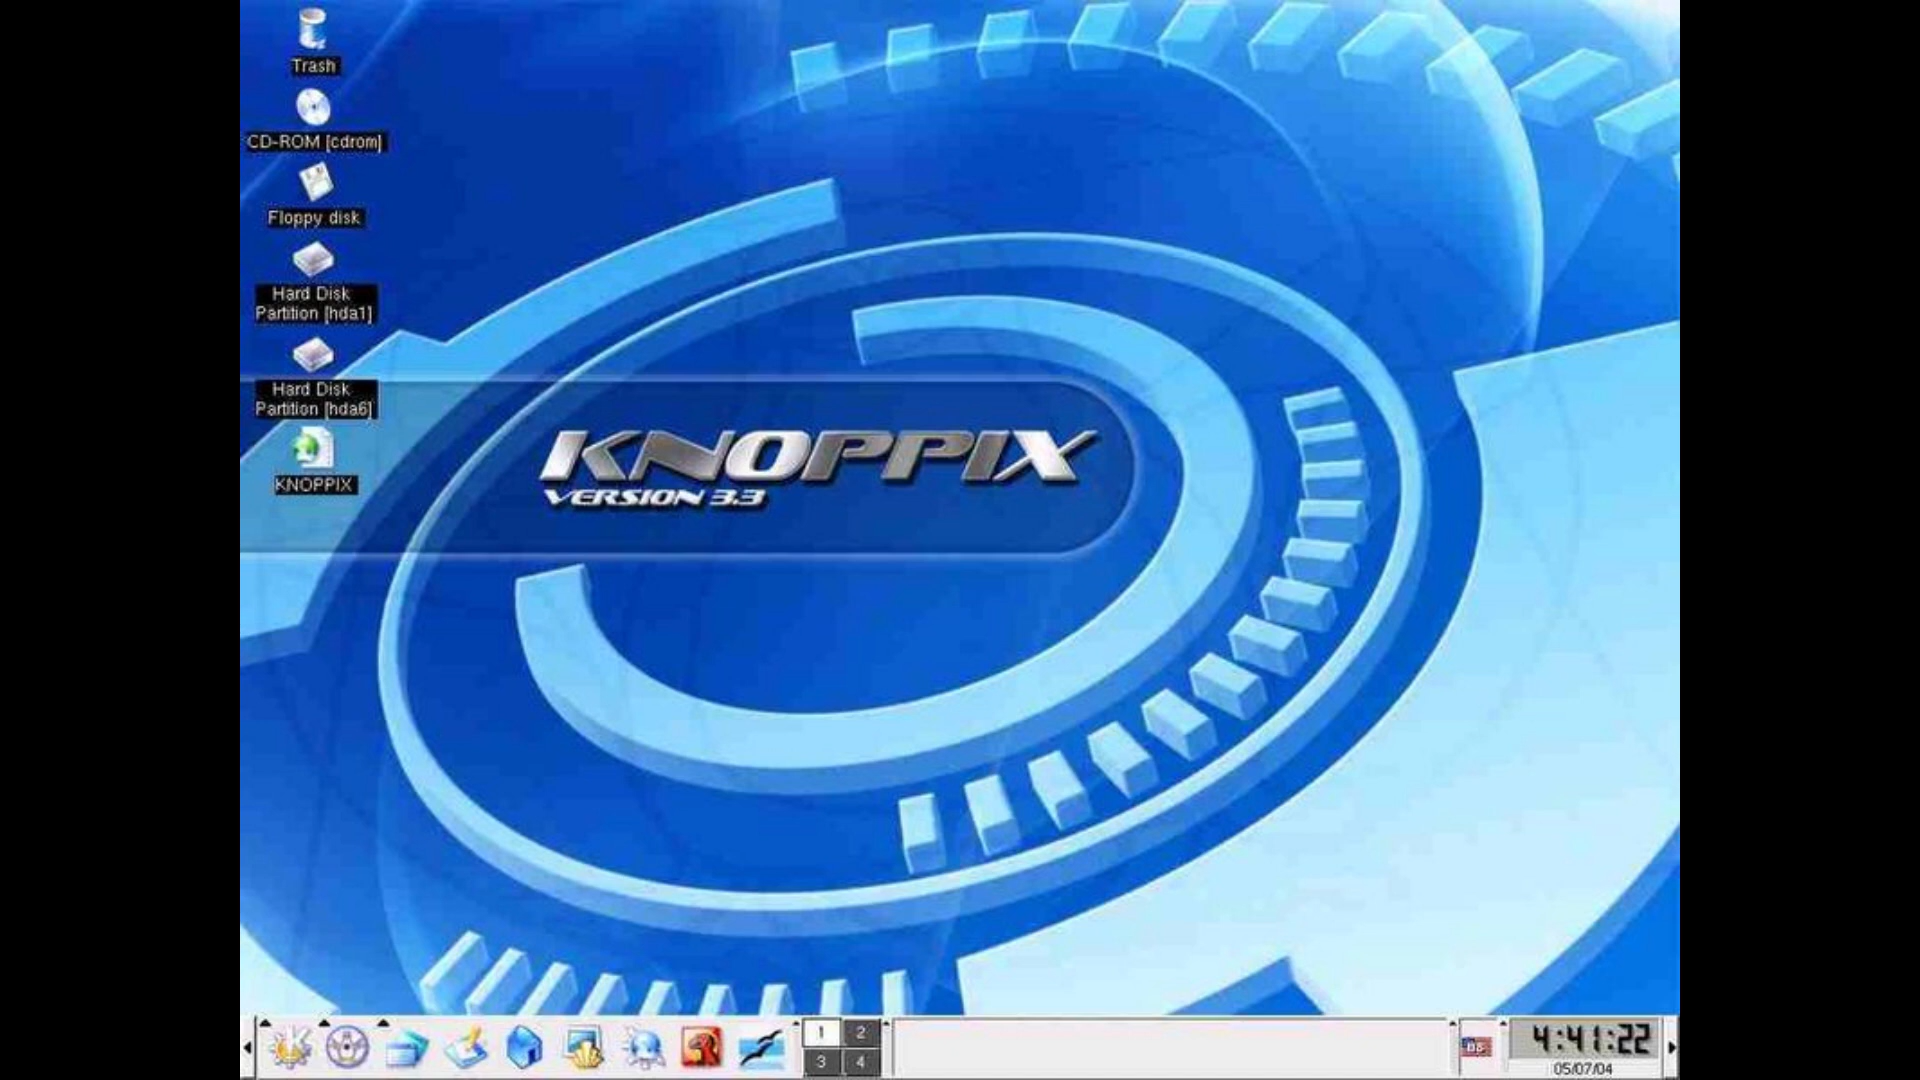 Trash
CD-ROM [cdrom]
Floppy disk
Hard Disk
Partition [hda1]
Hard Disk
Partition [hda6]
KNOPPIX
KNOPPIX
VERSION 3.3
1 2
3 4
4:41:22
05/07/04